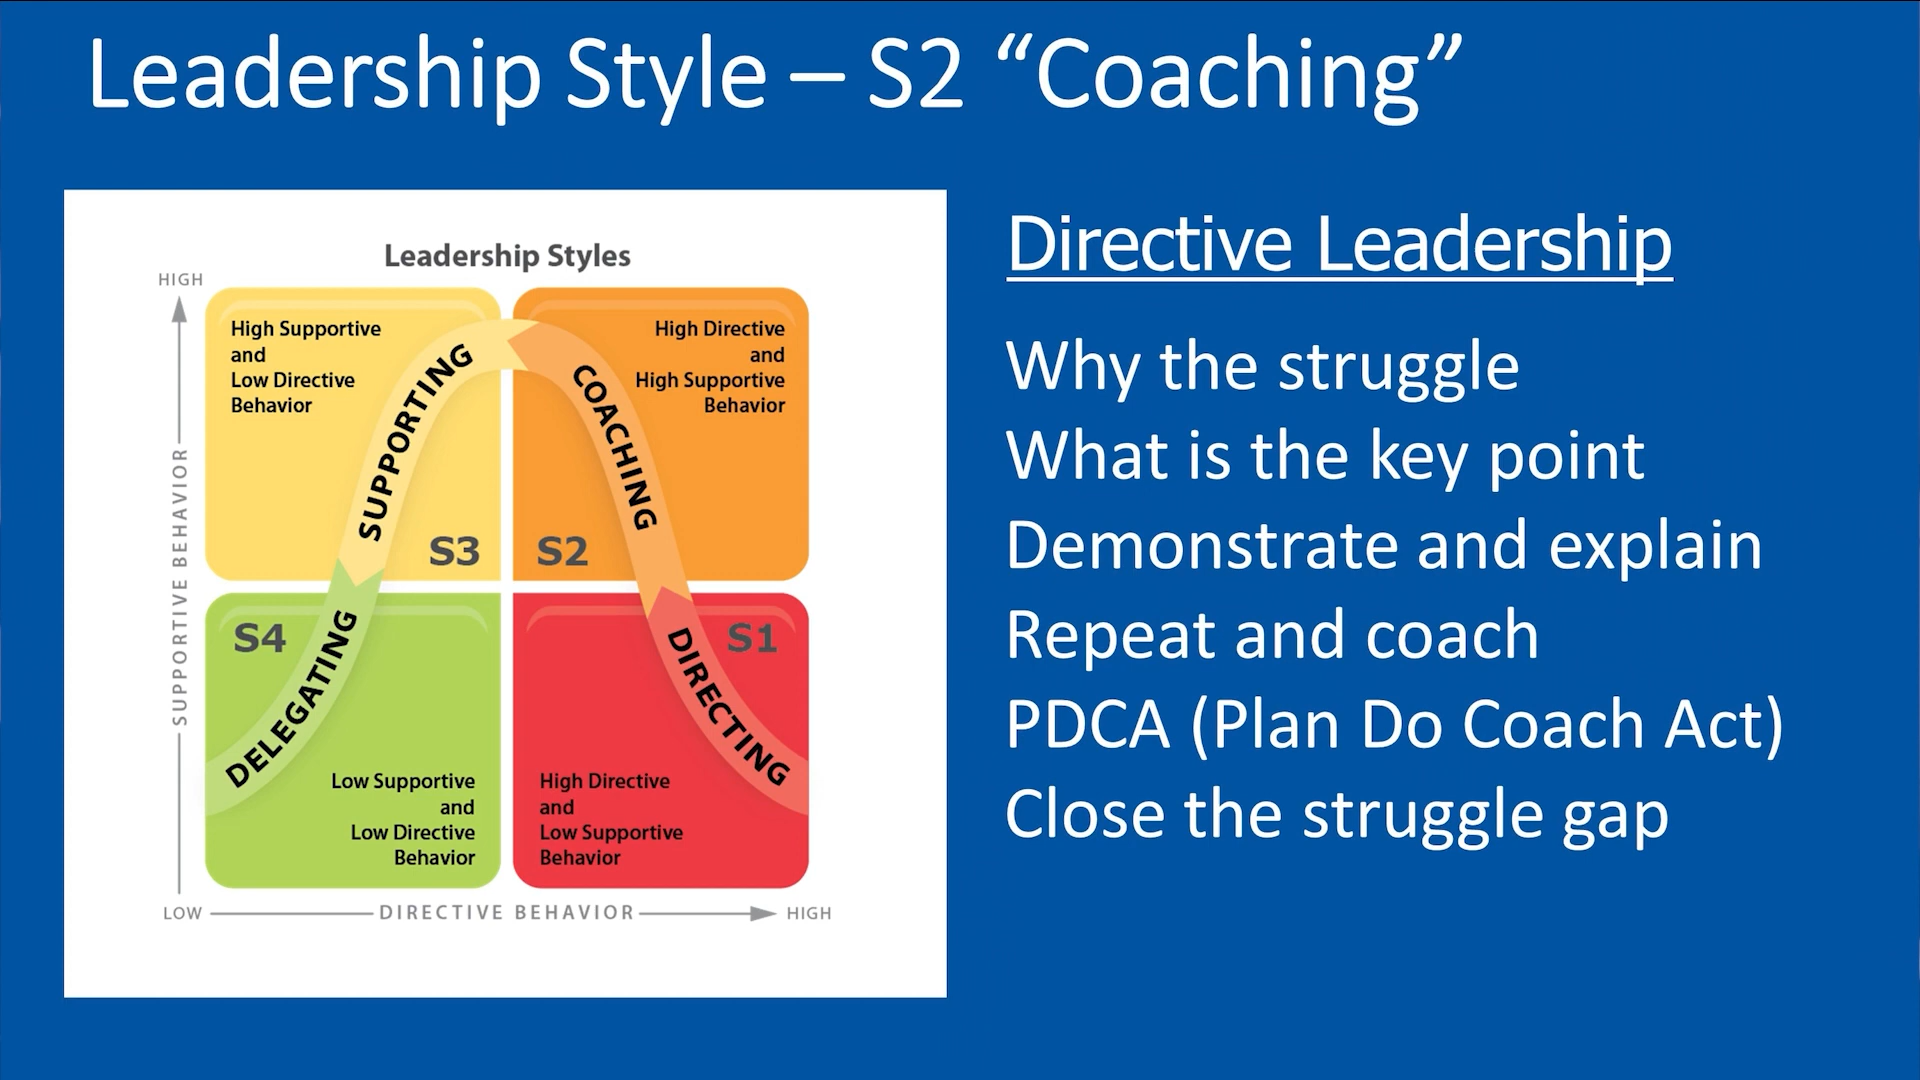 Leadership Style – S2 “Coaching”
Leadership Styles
HIGH
SUPPORTIVE BEHAVIOR
High Supportive
and
Low Directive
Behavior
SUPPORTING
S3
High Directive
and
High Supportive
Behavior
COACHING
S2
S4
DELEGATING
Low Supportive
and
Low Directive
Behavior
S1
DIRECTING
High Directive
and
Low Supportive
Behavior
LOW
DIRECTIVE BEHAVIOR
HIGH
Directive Leadership
Why the struggle
What is the key point
Demonstrate and explain
Repeat and coach
PDCA (Plan Do Coach Act)
Close the struggle gap